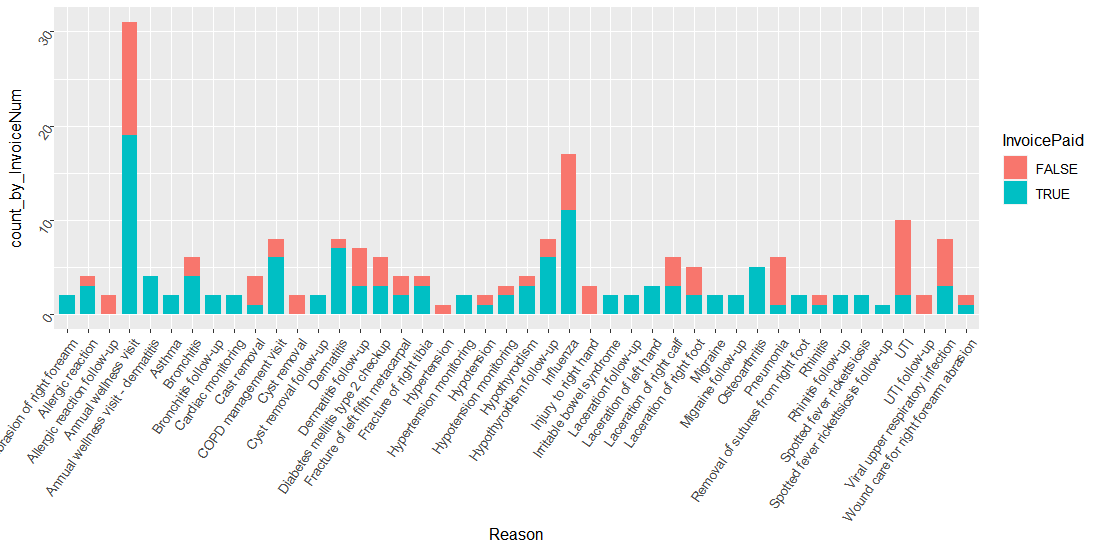 count_by_InvoiceNum
30
20
10
0
rasion of right forearm
Allergic reaction
Allergic reaction follow-up
Annual wellness visit
Annual wellness visit - dermatitis
Asthma
Bronchitis
Bronchitis follow-up
Cardiac monitoring
Cast removal
COPD management visit
Cyst removal
Cyst removal follow-up
Dermatitis
Dermatitis follow-up
Diabetes mellitis type 2 checkup
Fracture of left fifth metacarpal
Fracture of right tibia
Hypertension
Hypertension monitoring
Hypotension
Hypotension monitoring
Hypothyroidism
Hypothyrodism follow-up
Influenza
Injury to right hand
Irritable bowel syndrome
Laceration follow-up
Laceration of left hand
Laceration of right calf
Laceration of right foot
Migraine
Migraine follow-up
Osteoarthritis
Pneumonia
Removal of sutures from right foot
Rhinitis
Rhinitis follow-up
Spotted fever rickettsiosis
Spotted fever rickettsiosis follow-up
UTI
UTI follow-up
Viral upper respiratory infection
Wound care for right forearm abrasion
Reason
InvoicePaid
FALSE
TRUE